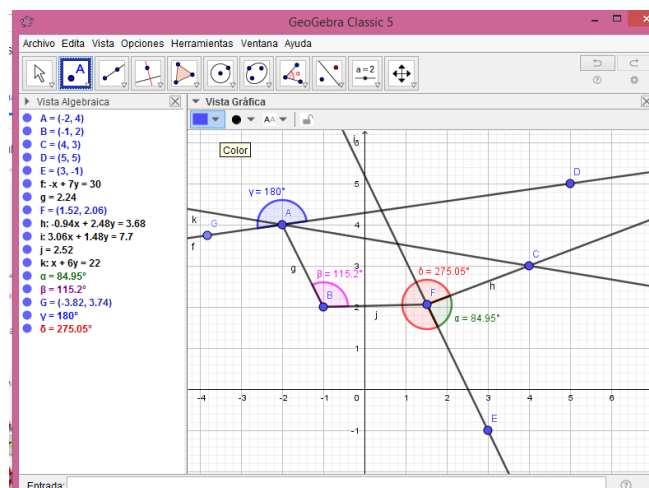 GeoGebra Classic 5
Archivo Edita Vista Opciones Herramientas Ventana Ayuda
A
α
a = 2
Vista Algebraica
A = (-2, 4)
B = (-1, 2)
C = (4, 3)
D = (5, 5)
E = (3, -1)
f: -x + 7y = 30
g = 2.24
F = (1.52, 2.06)
h: -0.94x + 2.48y = 3.68
i: 3.06x + 1.48y = 7.7
j = 2.52
k: x + 6y = 22
α = 84.95°
β = 115.2°
G = (-3.82, 3.74)
γ = 180°
δ = 275.05°
Vista Gráfica
AA
Color
i
6
5
D
γ = 180°
k
G
A
4
f
C
3
g
β = 115.2°
δ = 275.05°
h
B
F
2
j
α = 84.95°
1
-4 -3 -2 -1 0 1 2 3 4 5 6
E
-1
Entrada: